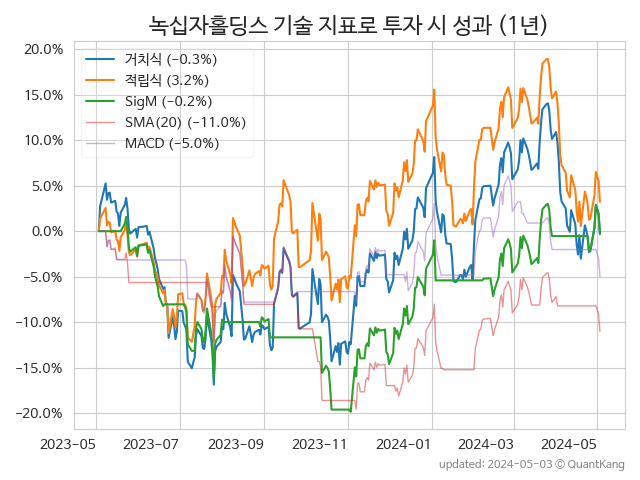 녹십자홀딩스 기술 지표로 투자 시 성과 (1년)
20.0%
15.0%
10.0%
5.0%
0.0%
−5.0%
−10.0%
−15.0%
−20.0%
거치식 (−0.3%)
적립식 (3.2%)
SigM (−0.2%)
SMA(20) (−11.0%)
MACD (−5.0%)
2023-05 2023-07 2023-09 2023-11 2024-01 2024-03 2024-05
updated: 2024-05-03 ⓒ QuantKang